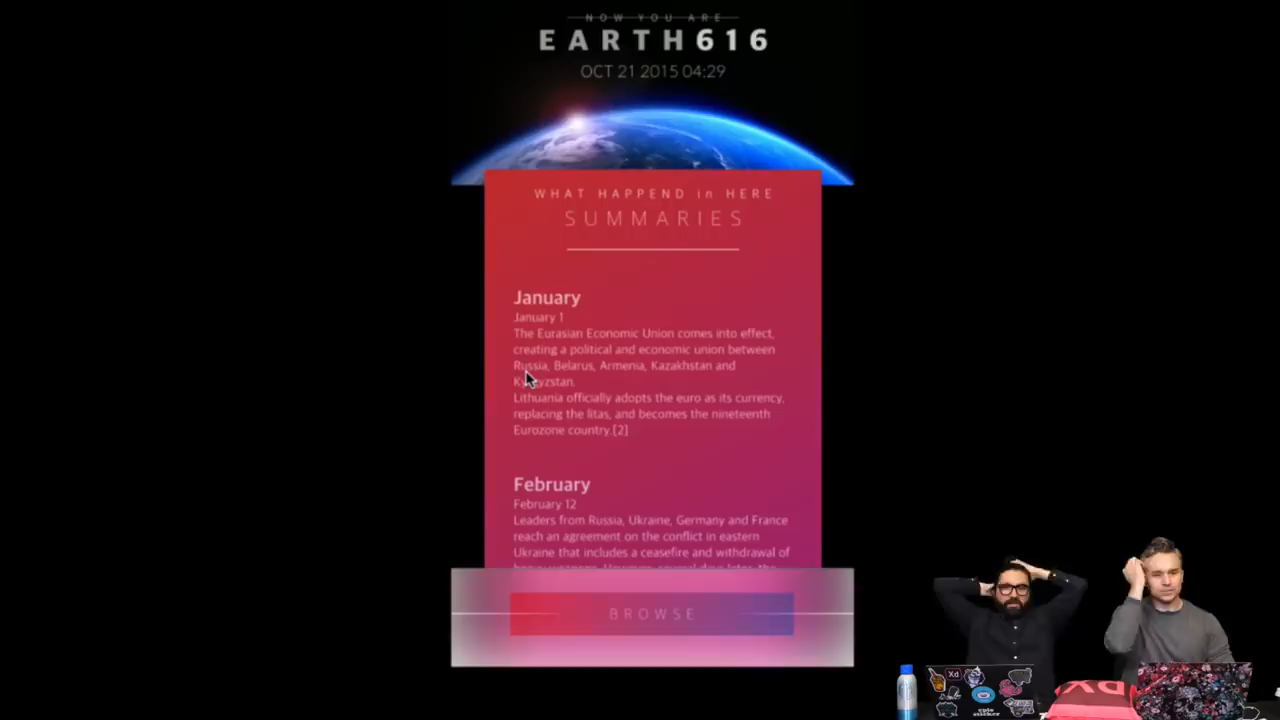 NOW YOU ARE
EARTH616
OCT 21 2015 04:29
WHAT HAPPEND in HERE
SUMMARIES
January
January 1
The Eurasian Economic Union comes into effect,
creating a political and economic union between
Russia, Belarus, Armenia, Kazakhstan and
Kyrgyzstan.
Lithuania officially adopts the euro as its currency,
replacing the litas, and becomes the nineteenth
Eurozone country.[2]
February
February 12
Leaders from Russia, Ukraine, Germany and France
reach an agreement on the conflict in eastern
Ukraine that includes a ceasefire and withdrawal of
BROWSE
Xd